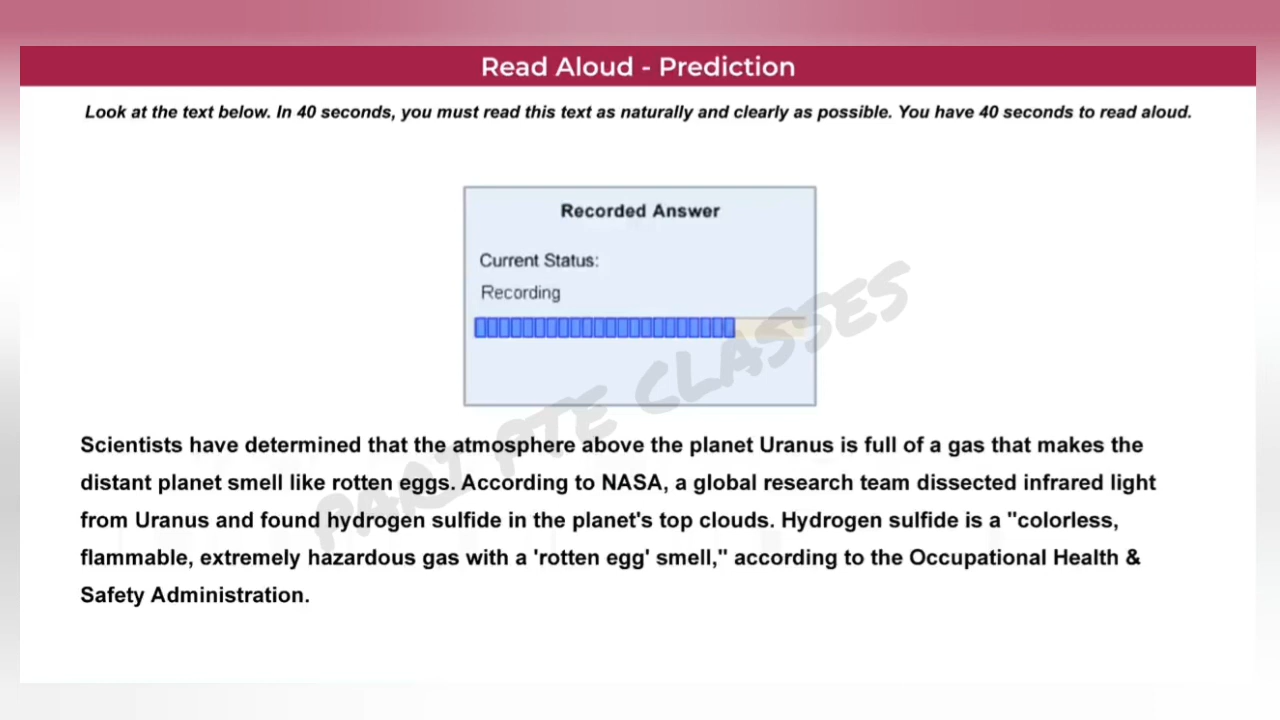 Read Aloud - Prediction
Look at the text below. In 40 seconds, you must read this text as naturally and clearly as possible. You have 40 seconds to read aloud.
Recorded Answer
Current Status:
Recording
PARI PTE CLASSES
Scientists have determined that the atmosphere above the planet Uranus is full of a gas that makes the
distant planet smell like rotten eggs. According to NASA, a global research team dissected infrared light
from Uranus and found hydrogen sulfide in the planet's top clouds. Hydrogen sulfide is a "colorless,
flammable, extremely hazardous gas with a 'rotten egg' smell," according to the Occupational Health &
Safety Administration.